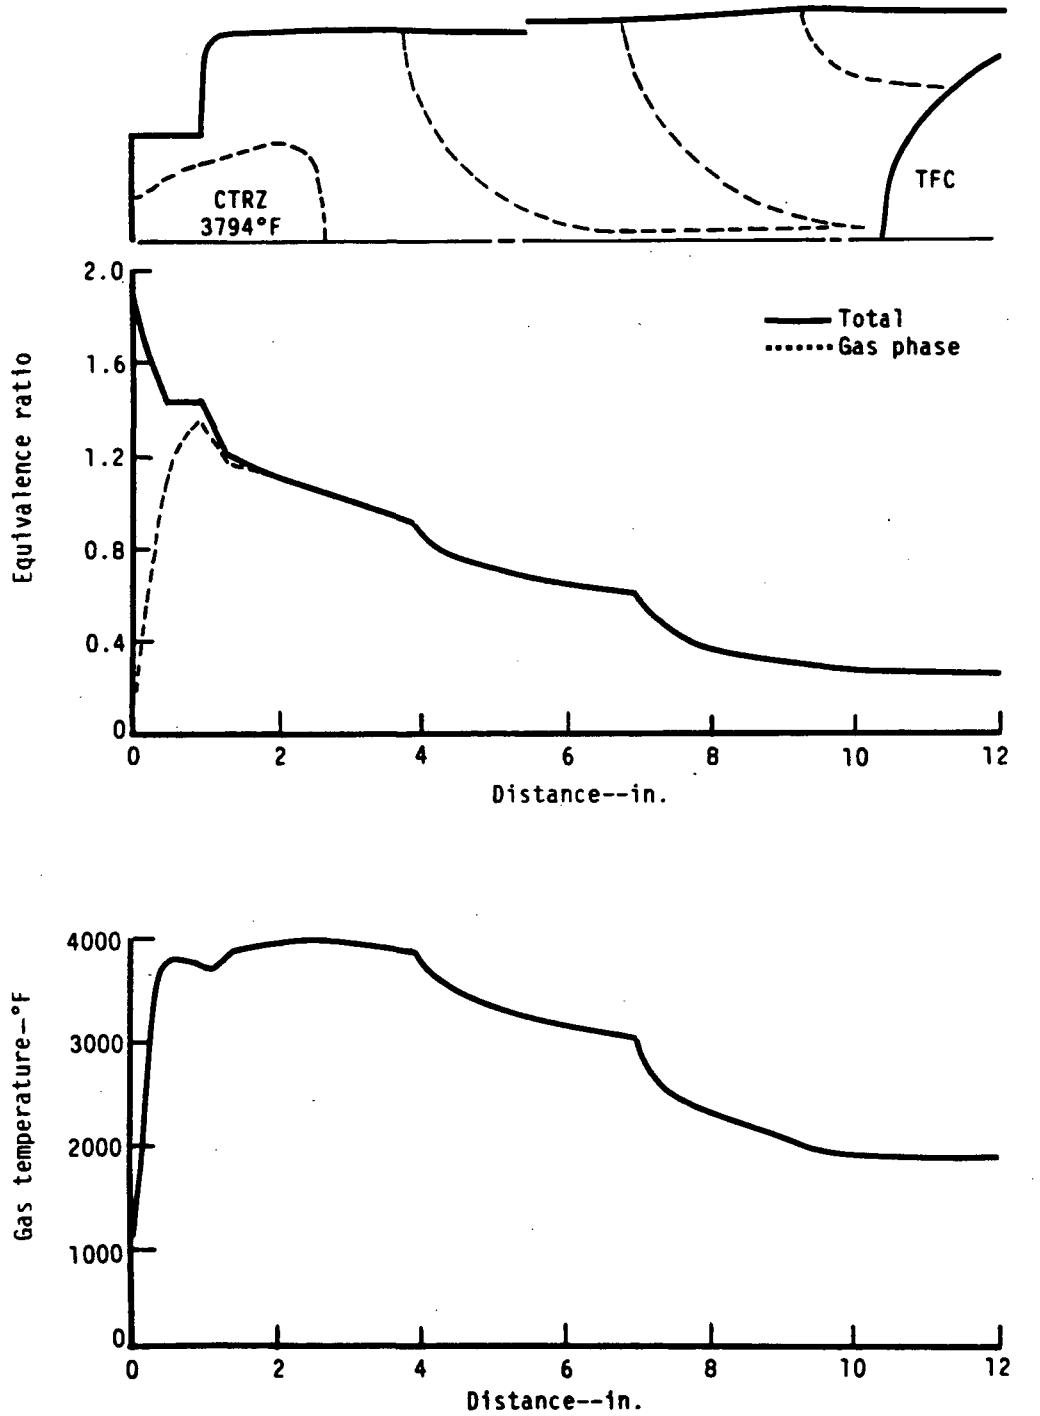 CTRZ
3794°F
TFC
2.0
1.6
1.2
0.8
0.4
0
Equivalence ratio
Total
Gas phase
0 2 4 6 8 10 12
Distance--in.
4000
3000
2000
1000
0
Gas temperature—°F
0 2 4 6 8 10 12
Distance--in.